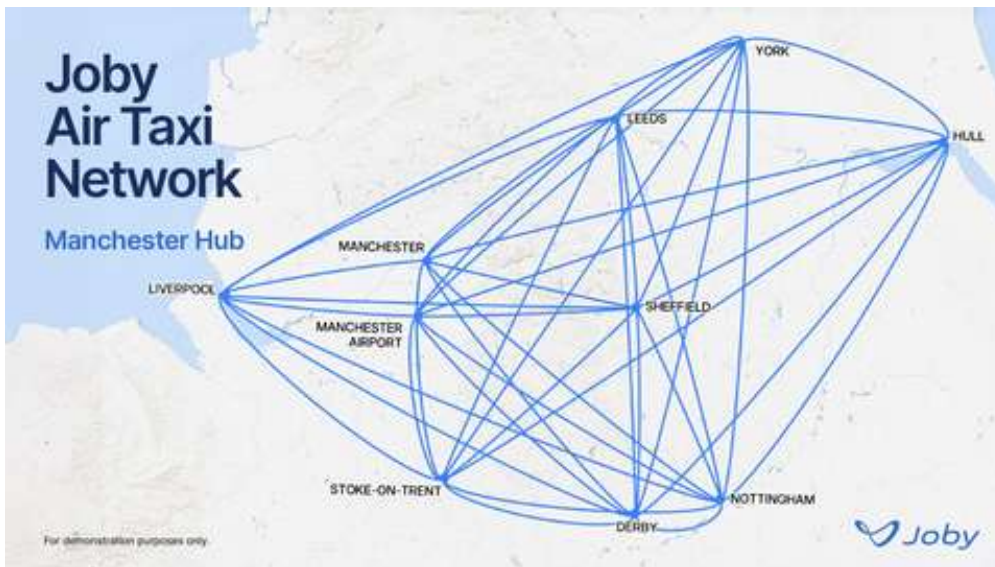 Joby
Air Taxi
Network
Manchester Hub
YORK
LEEDS
HULL
MANCHESTER
LIVERPOOL
SHEFFIELD
MANCHESTER
AIRPORT
STOKE-ON-TRENT
NOTTINGHAM
DERBY
For demonstration purposes only
Joby